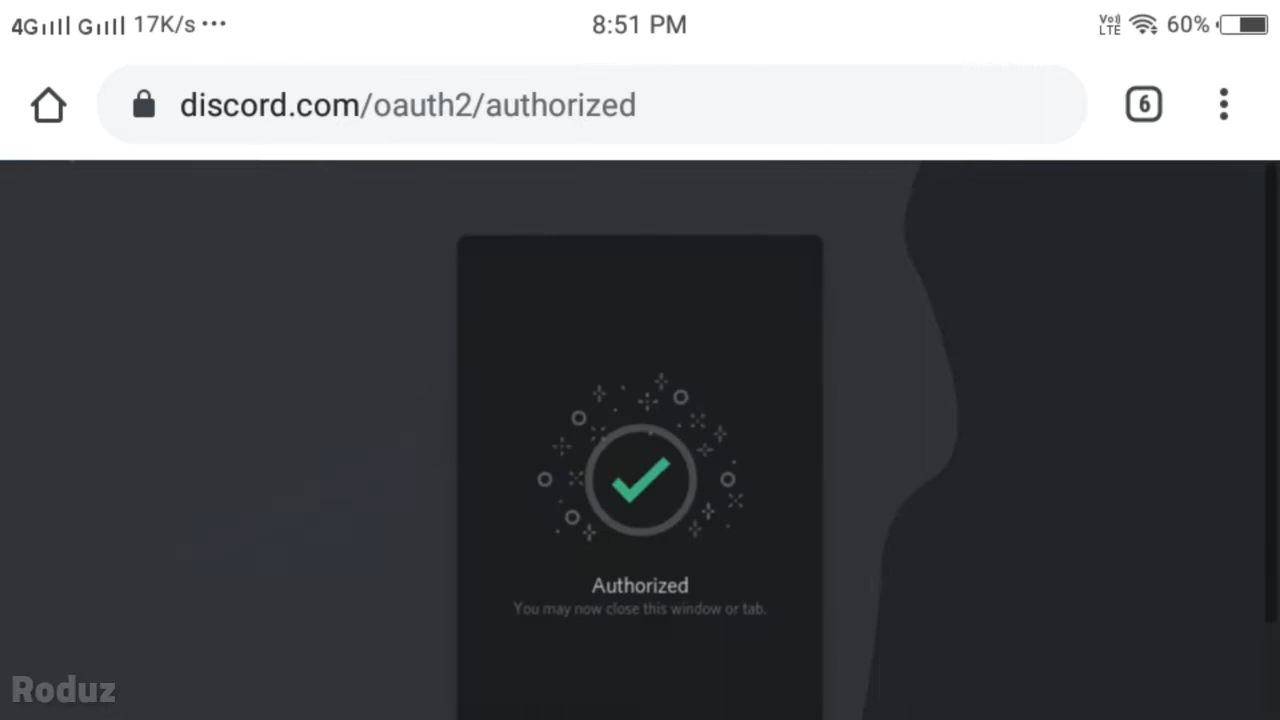 4G G 17K/s ··· 8:51 PM Vo) LTE 60%
discord.com/oauth2/authorized 6
Authorized
You may now close this window or tab.
Roduz